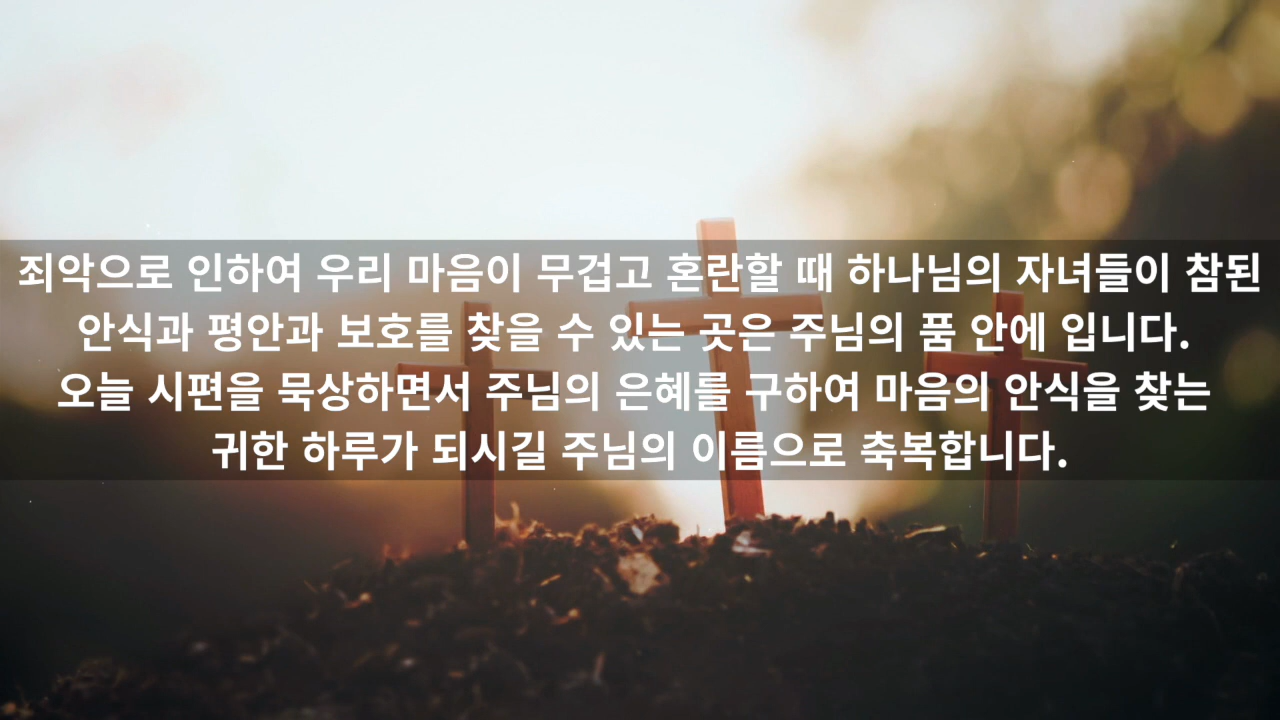 죄악으로 인하여 우리 마음이 무겁고 혼란할 때 하나님의 자녀들이 참된
안식과 평안과 보호를 찾을 수 있는 곳은 주님의 품 안에 입니다.
오늘 시편을 묵상하면서 주님의 은혜를 구하여 마음의 안식을 찾는
귀한 하루가 되시길 주님의 이름으로 축복합니다.